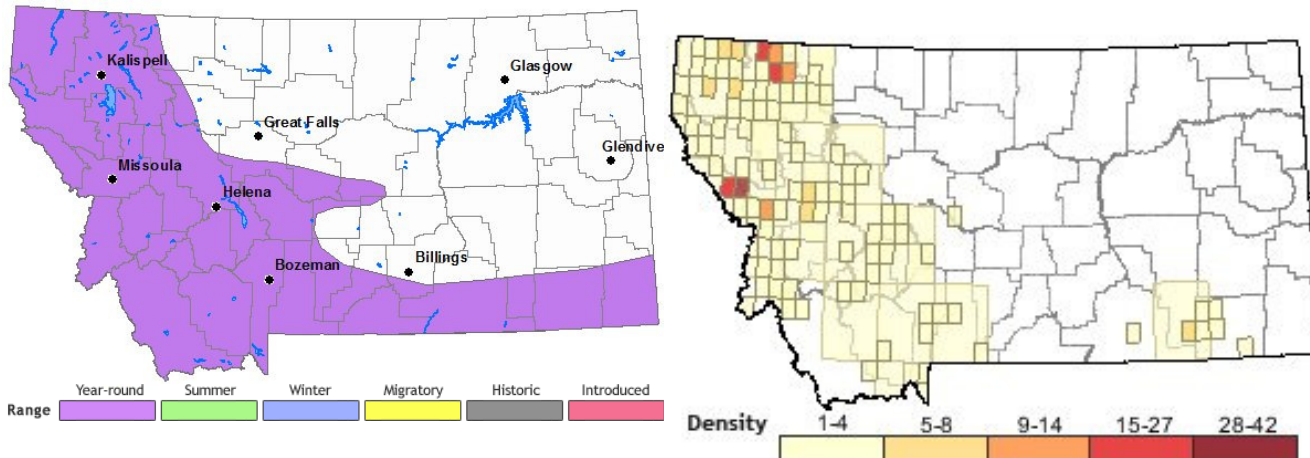 Kalispell
Glasgow
Great Falls
Glendive
Missoula
Helena
Bozeman
Billings
Range Year-round Summer Winter Migratory Historic Introduced
Density 1-4 5-8 9-14 15-27 28-42